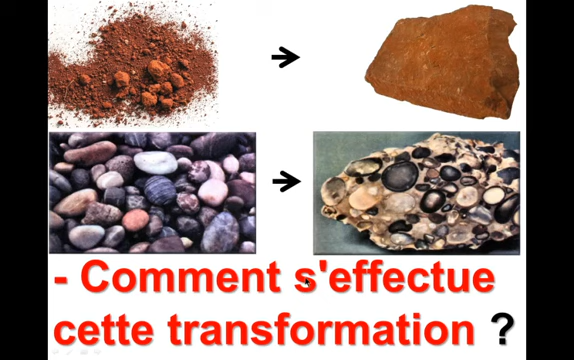 - Comment s'effectue
cette transformation ?